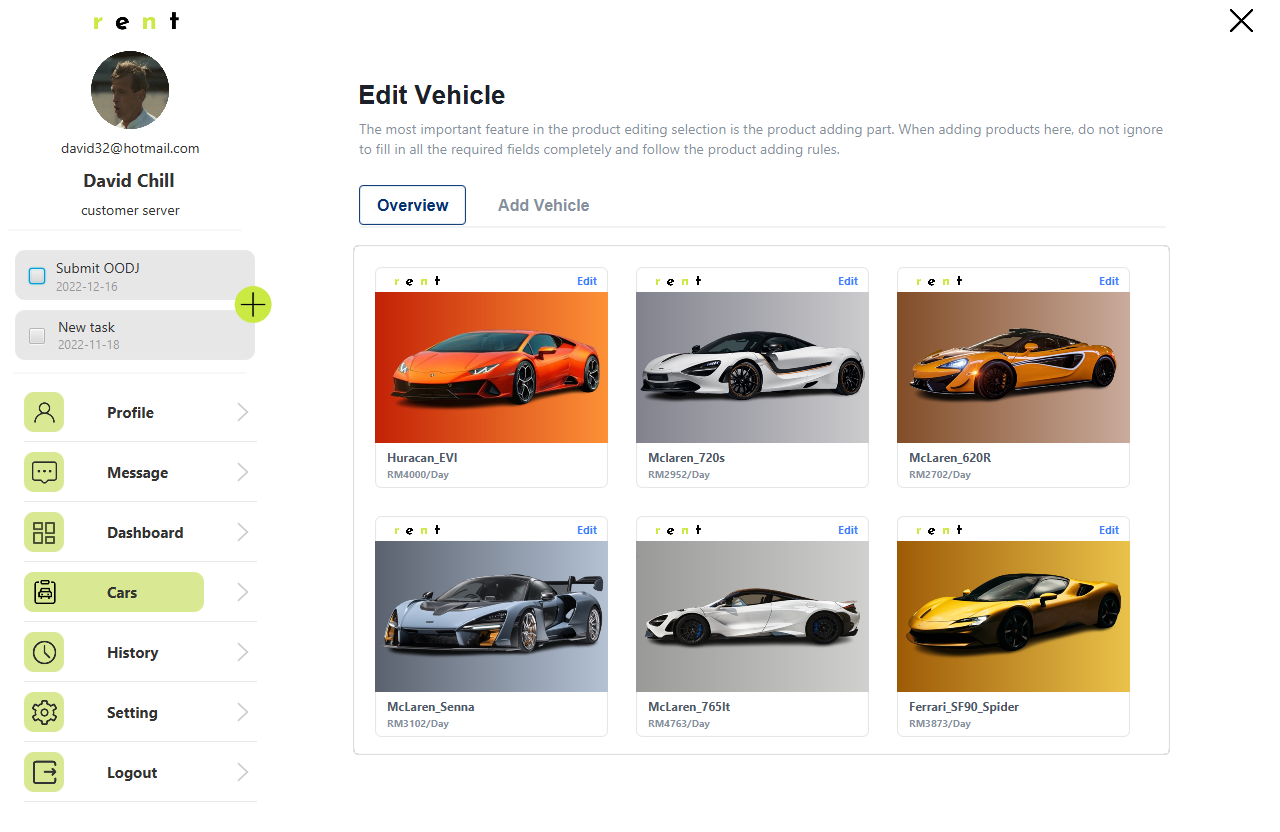 r e n t
david32@hotmail.com
David Chill
customer server
Submit OODJ
2022-12-16
New task
2022-11-18
Profile
Message
Dashboard
Cars
History
Setting
Logout
Edit Vehicle
The most important feature in the product editing selection is the product adding part. When adding products here, do not ignore
to fill in all the required fields completely and follow the product adding rules.
Overview
Add Vehicle
r e n t
Edit
Huracan_EVI
RM4000/Day
r e n t
Edit
Mclaren_720s
RM2952/Day
r e n t
Edit
McLaren_620R
RM2702/Day
r e n t
Edit
McLaren_Senna
RM3102/Day
r e n t
Edit
McLaren_765lt
RM4763/Day
r e n t
Edit
Ferrari_SF90_Spider
RM3873/Day